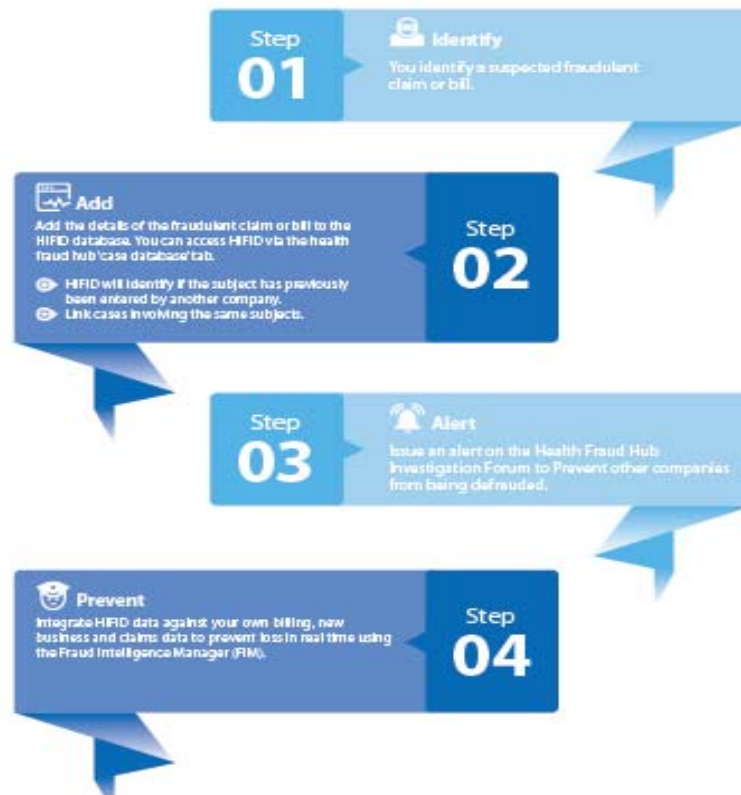 Step
01
Identify
You identify a suspected fraudulent
claim or bill.
Add
Add the details of the fraudulent claim or bill to the
HIFID database. You can access HIFID via the health
fraud hub 'case database' tab.
HIFID will identify if the subject has previously
been entered by another company.
Link cases involving the same subjects.
Step
02
Step
03
Alert
Issue an alert on the Health Fraud Hub
Investigation Forum to Prevent other companies
from being defrauded.
Prevent
Integrate HIFID data against your own billing, new
business and claims data to prevent loss in real time using
the Fraud Intelligence Manager (FIM).
Step
04